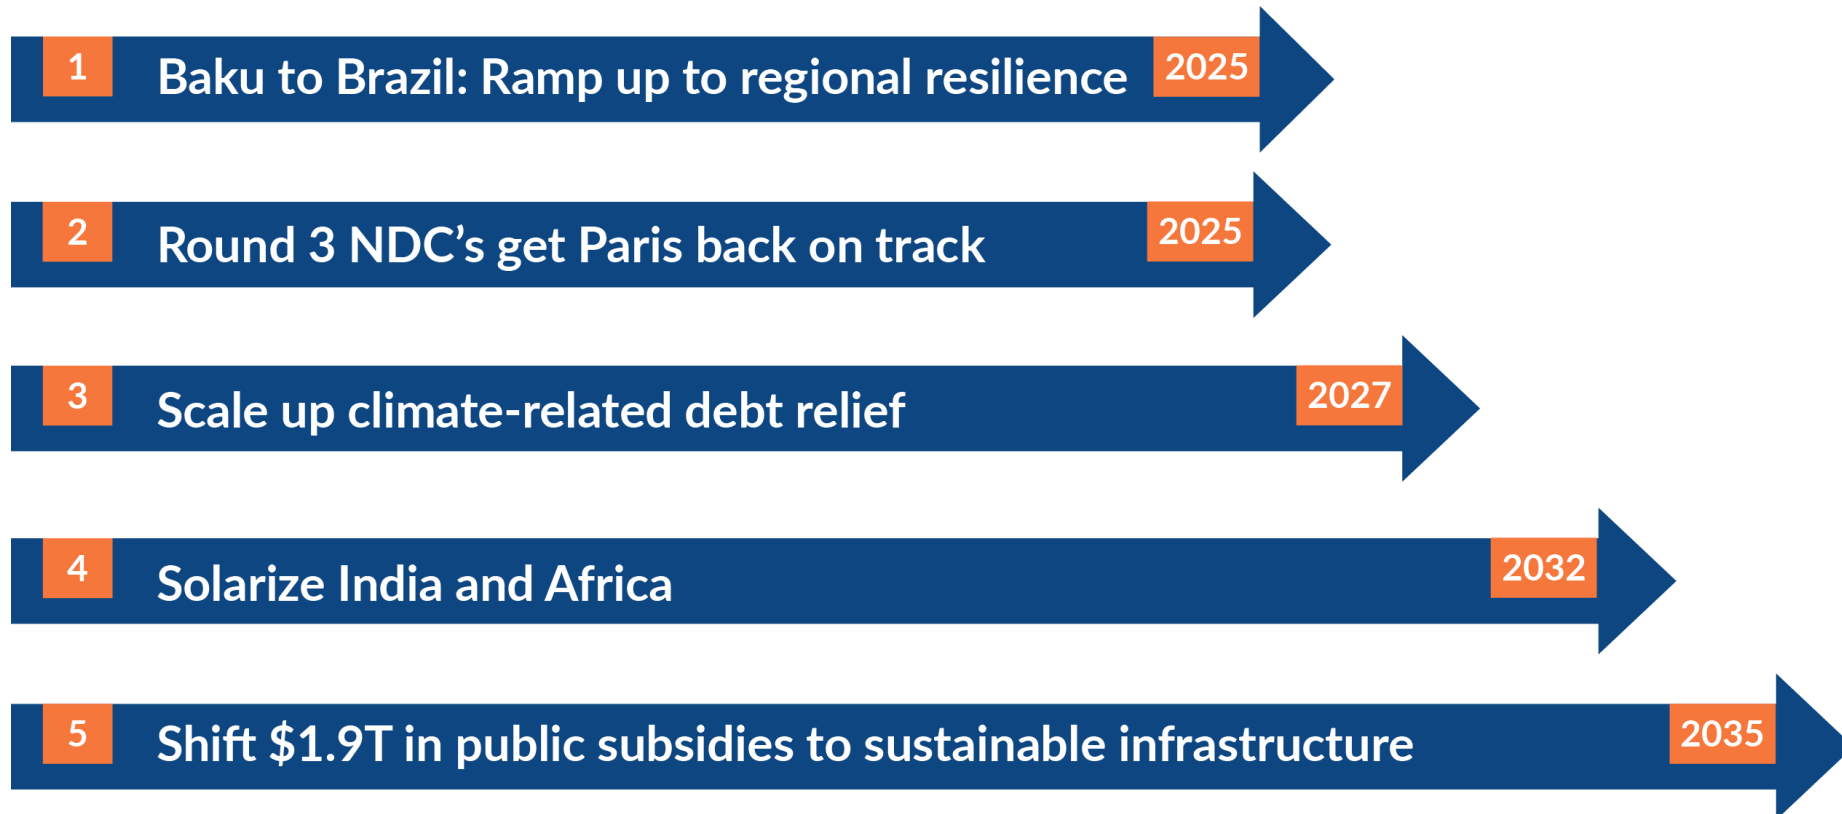 1 Baku to Brazil: Ramp up to regional resilience 2025
2 Round 3 NDC’s get Paris back on track 2025
3 Scale up climate-related debt relief 2027
4 Solarize India and Africa 2032
5 Shift $1.9T in public subsidies to sustainable infrastructure 2035